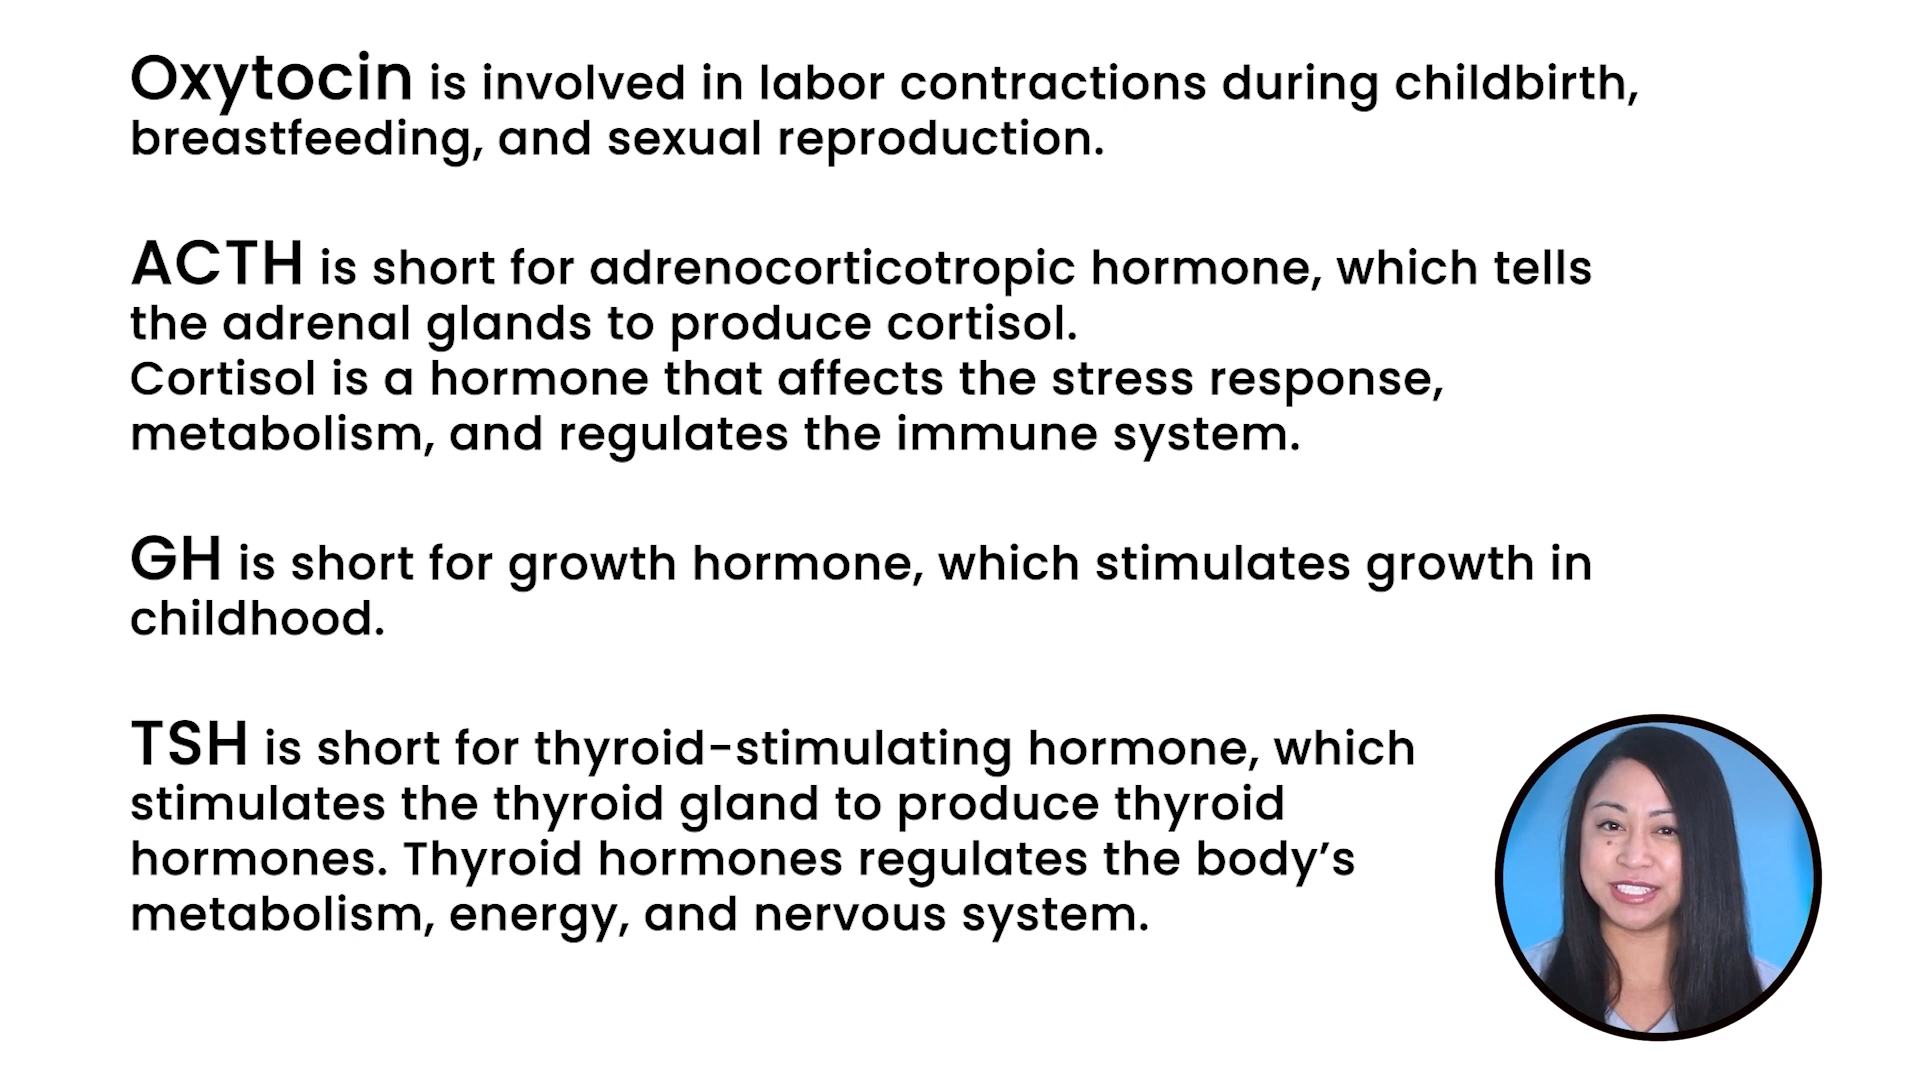 Oxytocin is involved in labor contractions during childbirth,
breastfeeding, and sexual reproduction.
ACTH is short for adrenocorticotropic hormone, which tells
the adrenal glands to produce cortisol.
Cortisol is a hormone that affects the stress response,
metabolism, and regulates the immune system.
GH is short for growth hormone, which stimulates growth in
childhood.
TSH is short for thyroid-stimulating hormone, which
stimulates the thyroid gland to produce thyroid
hormones. Thyroid hormones regulates the body’s
metabolism, energy, and nervous system.